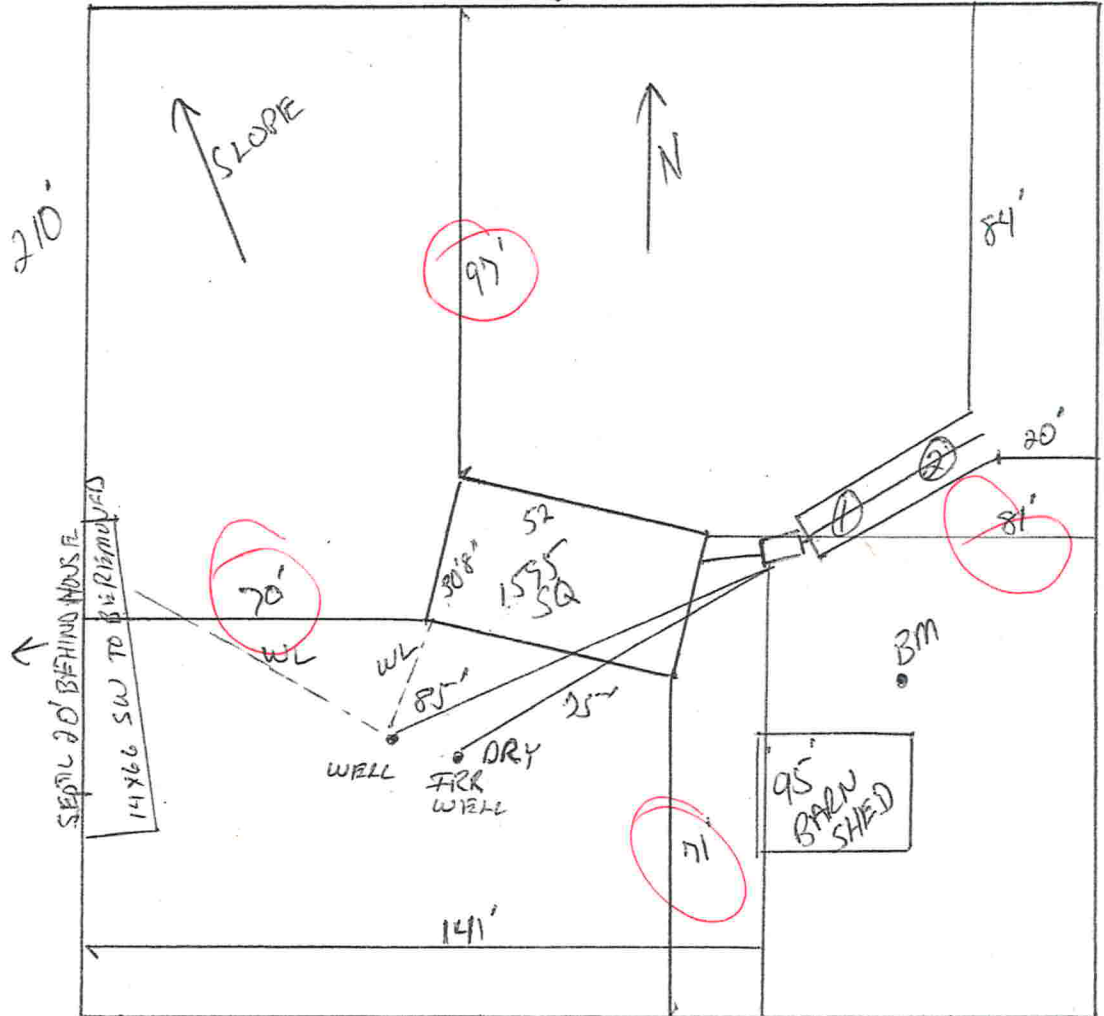 SLOPE
N
210'
97'
84'
20'
52
81'
30'8"
1595
SQ
1
2
70'
SEPTIC 20' BEHIND HOUSE
14X66 SW TO BE REMOVED
WL
WL
85'
75'
BM
WELL
DRY
IRR
WELL
95'
BARN
SHED
71'
141'